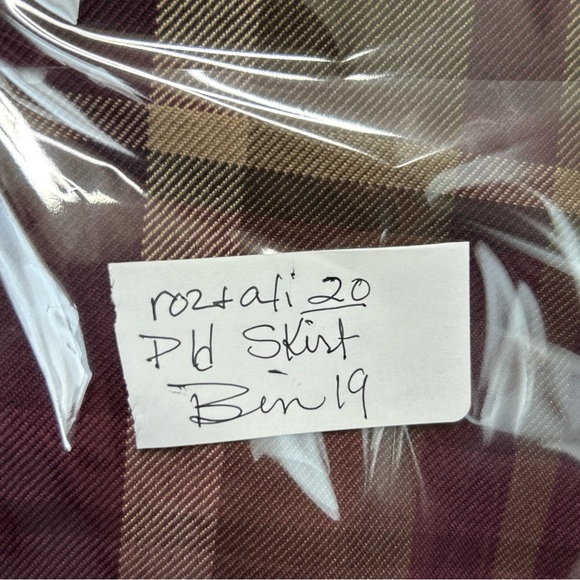 roz+ali 20
Pld Skirt
Bin 19